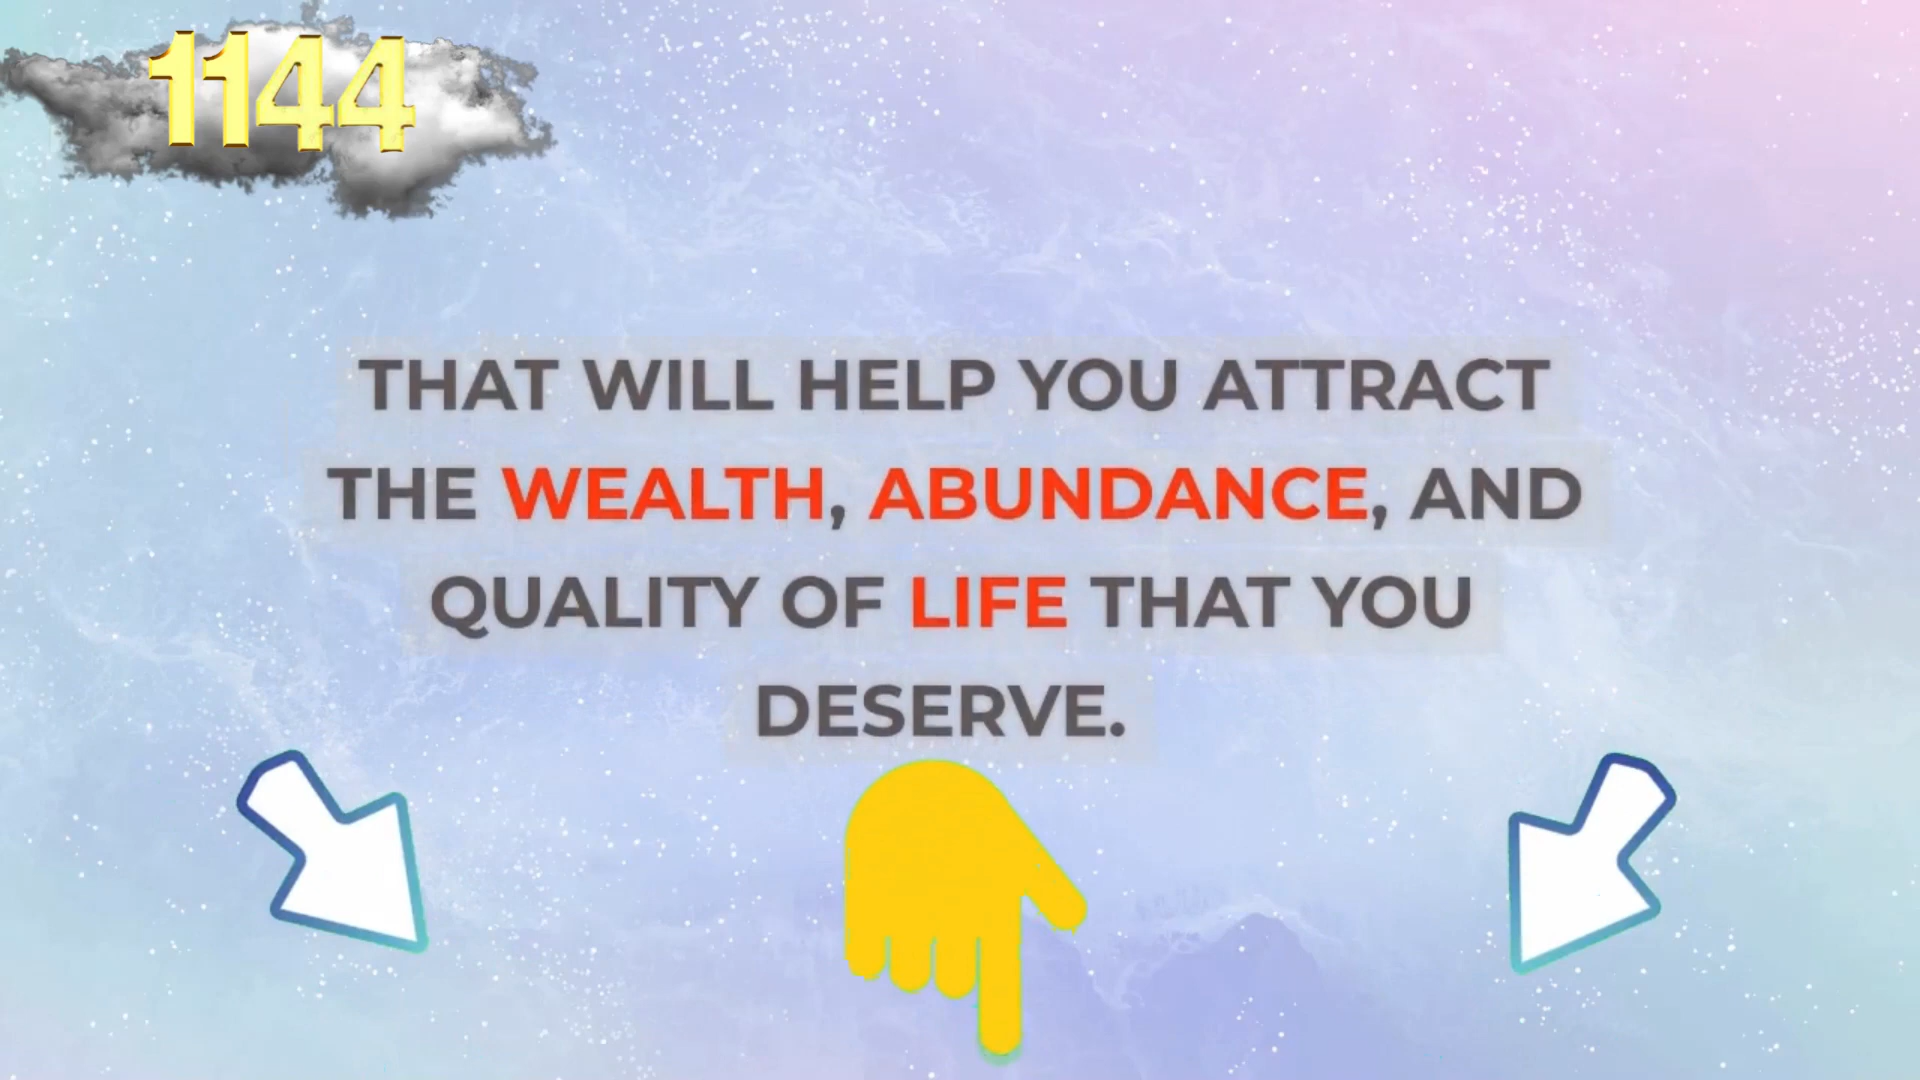 1144
THAT WILL HELP YOU ATTRACT
THE WEALTH, ABUNDANCE, AND
QUALITY OF LIFE THAT YOU
DESERVE.